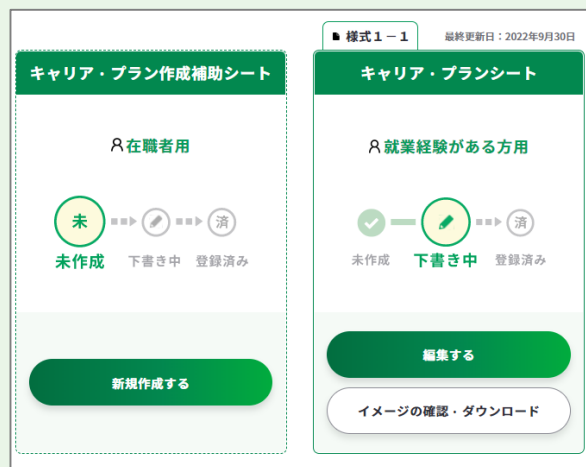 キャリア・プラン作成補助シート
在職者用
未
済
未作成
下書き中
登録済み
新規作成する
様式1－1
最終更新日：2022年9月30日
キャリア・プランシート
就業経験がある方用
済
未作成
下書き中
登録済み
編集する
イメージの確認・ダウンロード